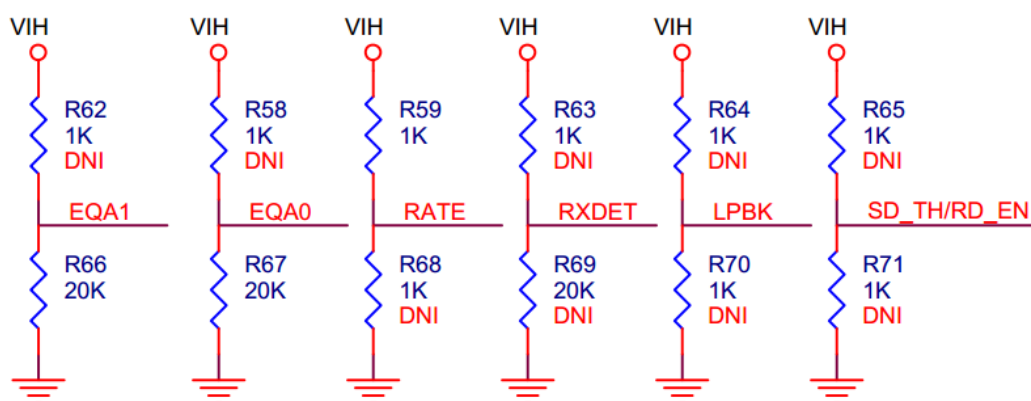 VIH VIH VIH VIH VIH VIH
R62 R58 R59 R63 R64 R65
1K 1K 1K 1K 1K 1K
DNI DNI DNI DNI DNI
EQA1 EQA0 RATE RXDET LPBK SD_TH/RD_EN
R66 R67 R68 R69 R70 R71
20K 20K 1K 20K 1K 1K
DNI DNI DNI DNI